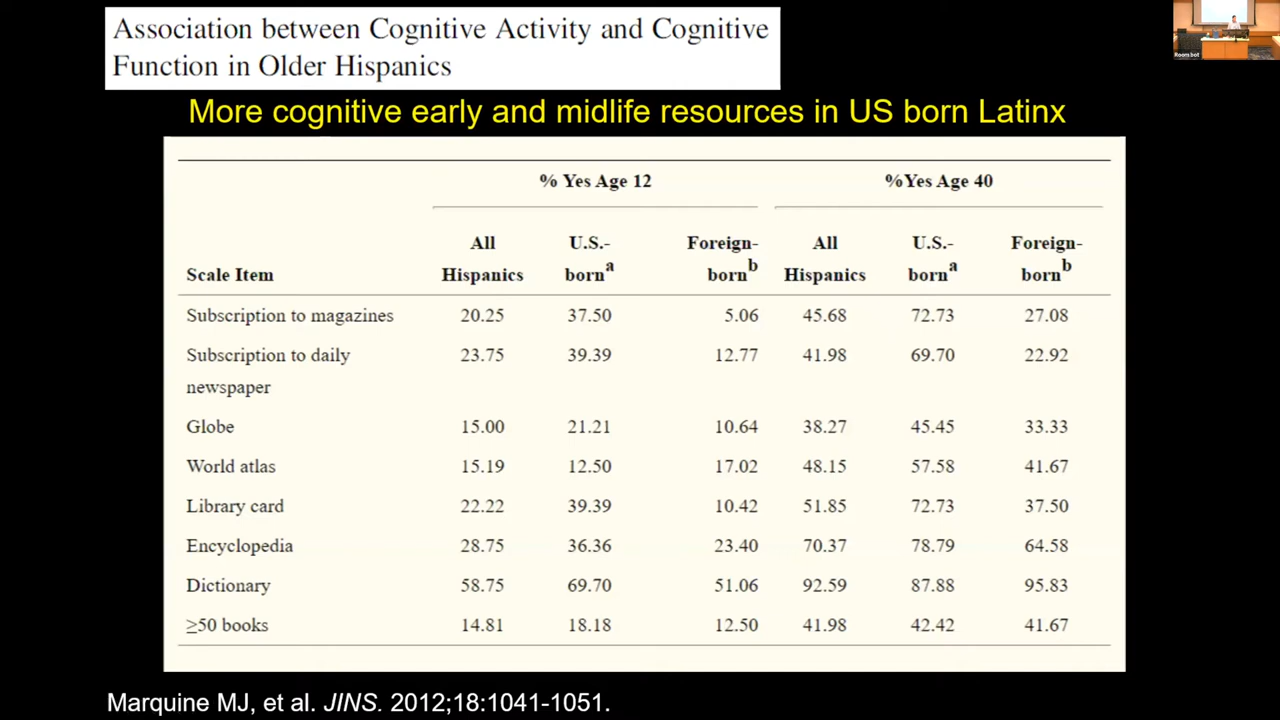 Association between Cognitive Activity and Cognitive
Function in Older Hispanics
Room bot
More cognitive early and midlife resources in US born Latinx
% Yes Age 12 %Yes Age 40
All U.S.- Foreign- All U.S.- Foreign-
Scale Item Hispanics born^a born^b Hispanics born^a born^b
Subscription to magazines 20.25 37.50 5.06 45.68 72.73 27.08
Subscription to daily 23.75 39.39 12.77 41.98 69.70 22.92
newspaper
Globe 15.00 21.21 10.64 38.27 45.45 33.33
World atlas 15.19 12.50 17.02 48.15 57.58 41.67
Library card 22.22 39.39 10.42 51.85 72.73 37.50
Encyclopedia 28.75 36.36 23.40 70.37 78.79 64.58
Dictionary 58.75 69.70 51.06 92.59 87.88 95.83
≥50 books 14.81 18.18 12.50 41.98 42.42 41.67
Marquine MJ, et al. JINS. 2012;18:1041-1051.